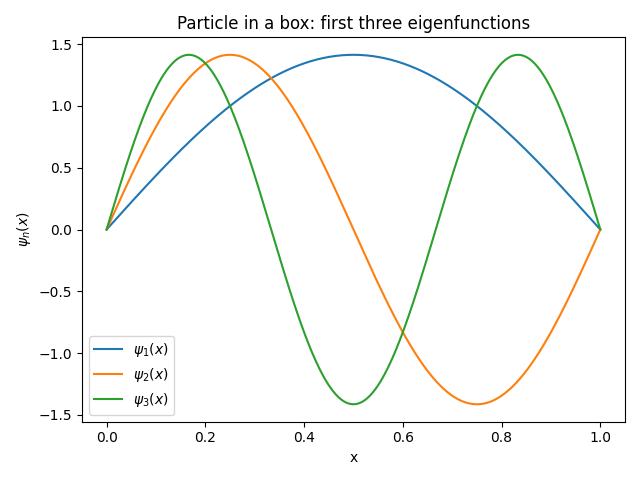 Particle in a box: first three eigenfunctions
1.5
1.0
0.5
0.0
−0.5
−1.0
−1.5
ψₙ(x)
ψ₁(x)
ψ₂(x)
ψ₃(x)
0.0 0.2 0.4 0.6 0.8 1.0
x